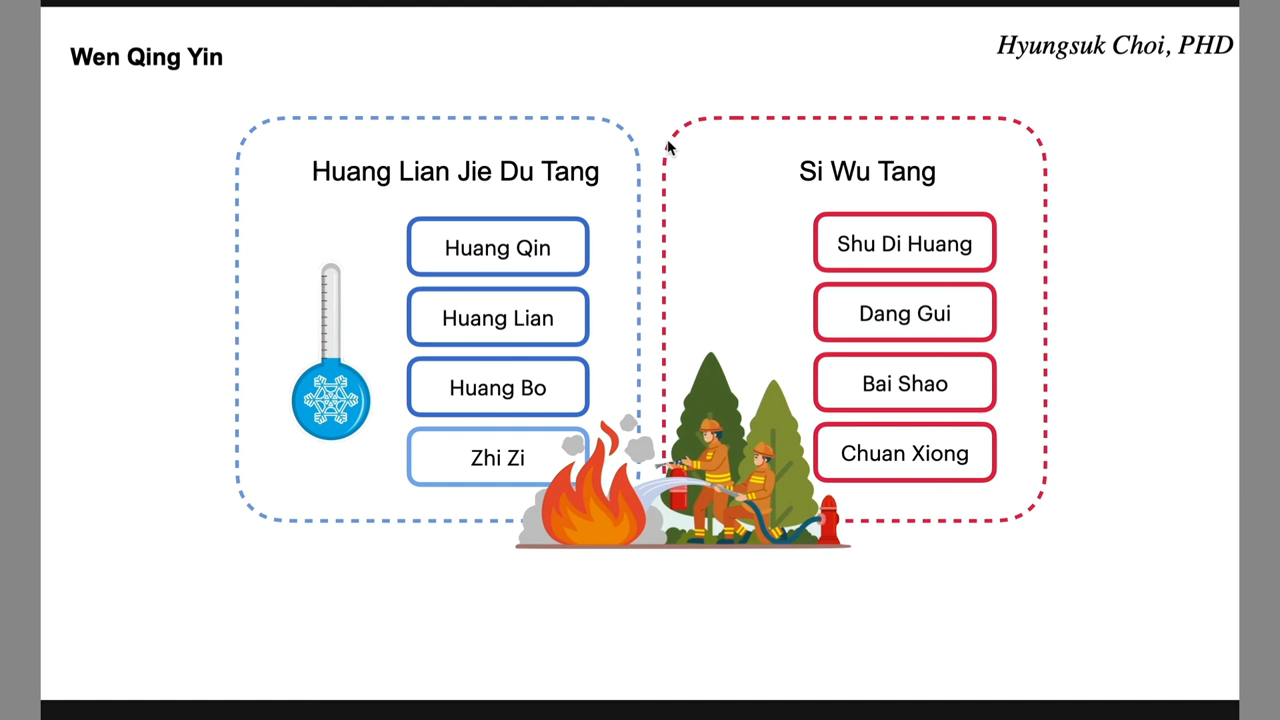 Wen Qing Yin
Hyungsuk Choi, PHD
Huang Lian Jie Du Tang
Huang Qin
Huang Lian
Huang Bo
Zhi Zi
Si Wu Tang
Shu Di Huang
Dang Gui
Bai Shao
Chuan Xiong